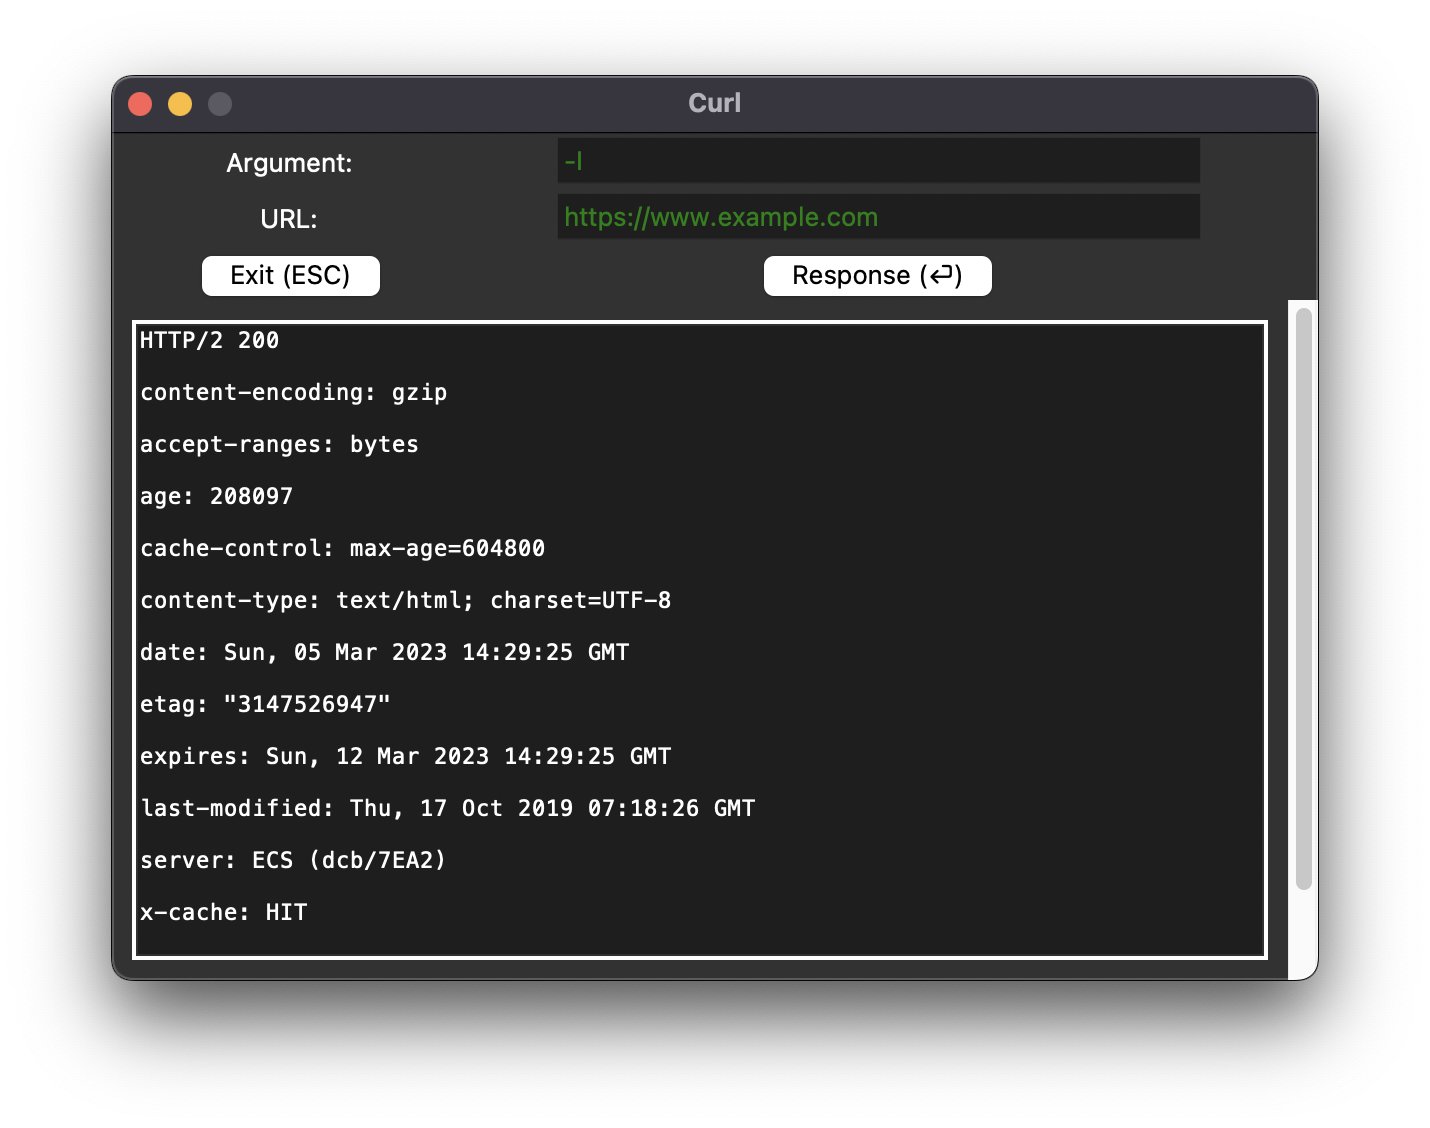 Curl
Argument: -I
URL: https://www.example.com
Exit (ESC) Response (⏎)
HTTP/2 200
content-encoding: gzip
accept-ranges: bytes
age: 208097
cache-control: max-age=604800
content-type: text/html; charset=UTF-8
date: Sun, 05 Mar 2023 14:29:25 GMT
etag: "3147526947"
expires: Sun, 12 Mar 2023 14:29:25 GMT
last-modified: Thu, 17 Oct 2019 07:18:26 GMT
server: ECS (dcb/7EA2)
x-cache: HIT